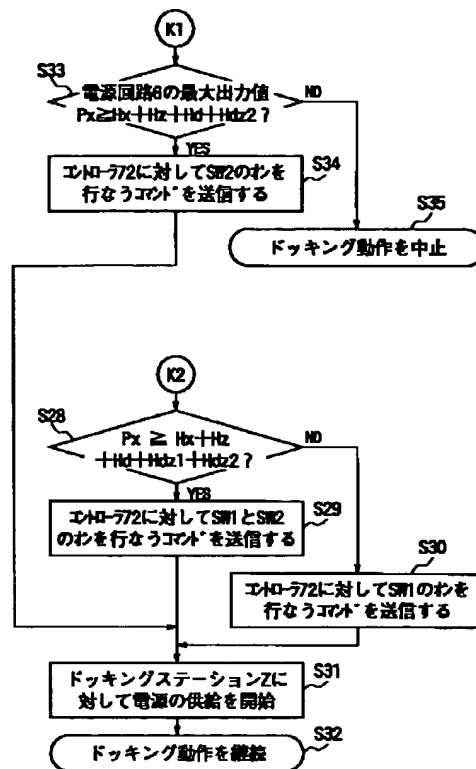 K1
S33
電源回路6の最大出力値
Px≧Hx+Hz+Hd+Hdz2?
NO
YES
S34
コントローラ72に対してSW2のオンを
行なうコマンドを送信する
S35
ドッキング動作を中止
K2
S28
Px ≧ Hx+Hz
+Hd+Hdz1+Hdz2?
NO
YES
S29
コントローラ72に対してSW1とSW2
のオンを行なうコマンドを送信する
S30
コントローラ72に対してSW1のオンを
行なうコマンドを送信する
S31
ドッキングステーションZに
対して電源の供給を開始
S32
ドッキング動作を継続